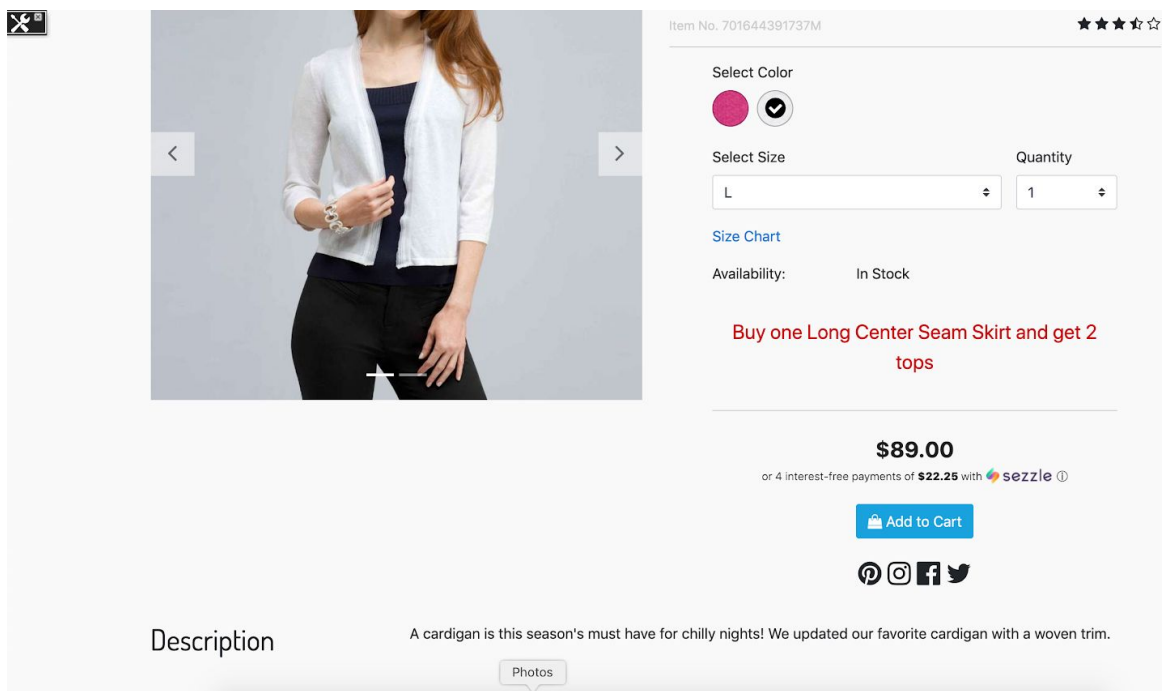 Item No. 701644391737M
Select Color
Select Size
Quantity
L
1
Size Chart
Availability:
In Stock
Buy one Long Center Seam Skirt and get 2
tops
$89.00
or 4 interest-free payments of $22.25 with sezzle
Add to Cart
Description
A cardigan is this season's must have for chilly nights! We updated our favorite cardigan with a woven trim.
Photos